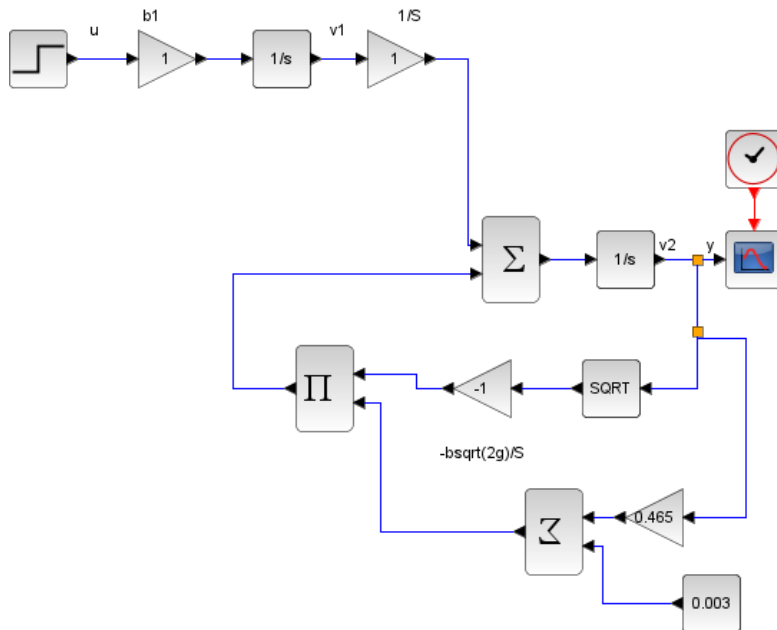 u
b1
v1
1/S
1
1/s
1
Σ
1/s
v2
y
Π
-1
SQRT
-bsqrt(2g)/S
Σ
0.465
0.003